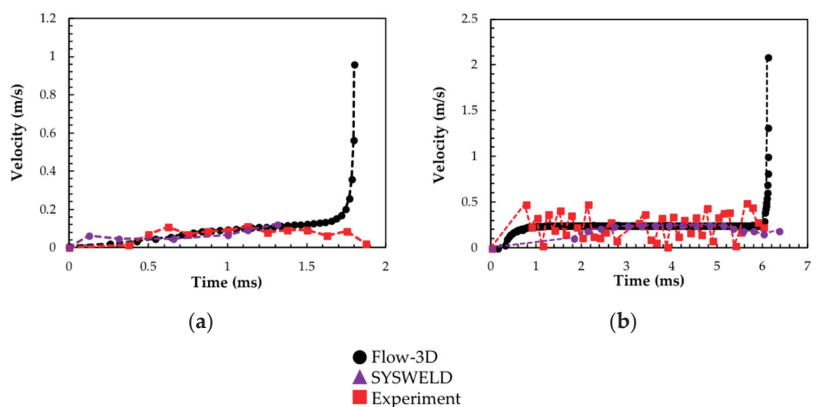 1.2
1
0.8
0.6
0.4
0.2
0
Velocity (m/s)
0 0.5 1 1.5 2
Time (ms)
(a)
2.5
2
1.5
1
0.5
0
Velocity (m/s)
0 1 2 3 4 5 6 7
Time (ms)
(b)
Flow-3D
SYSWELD
Experiment